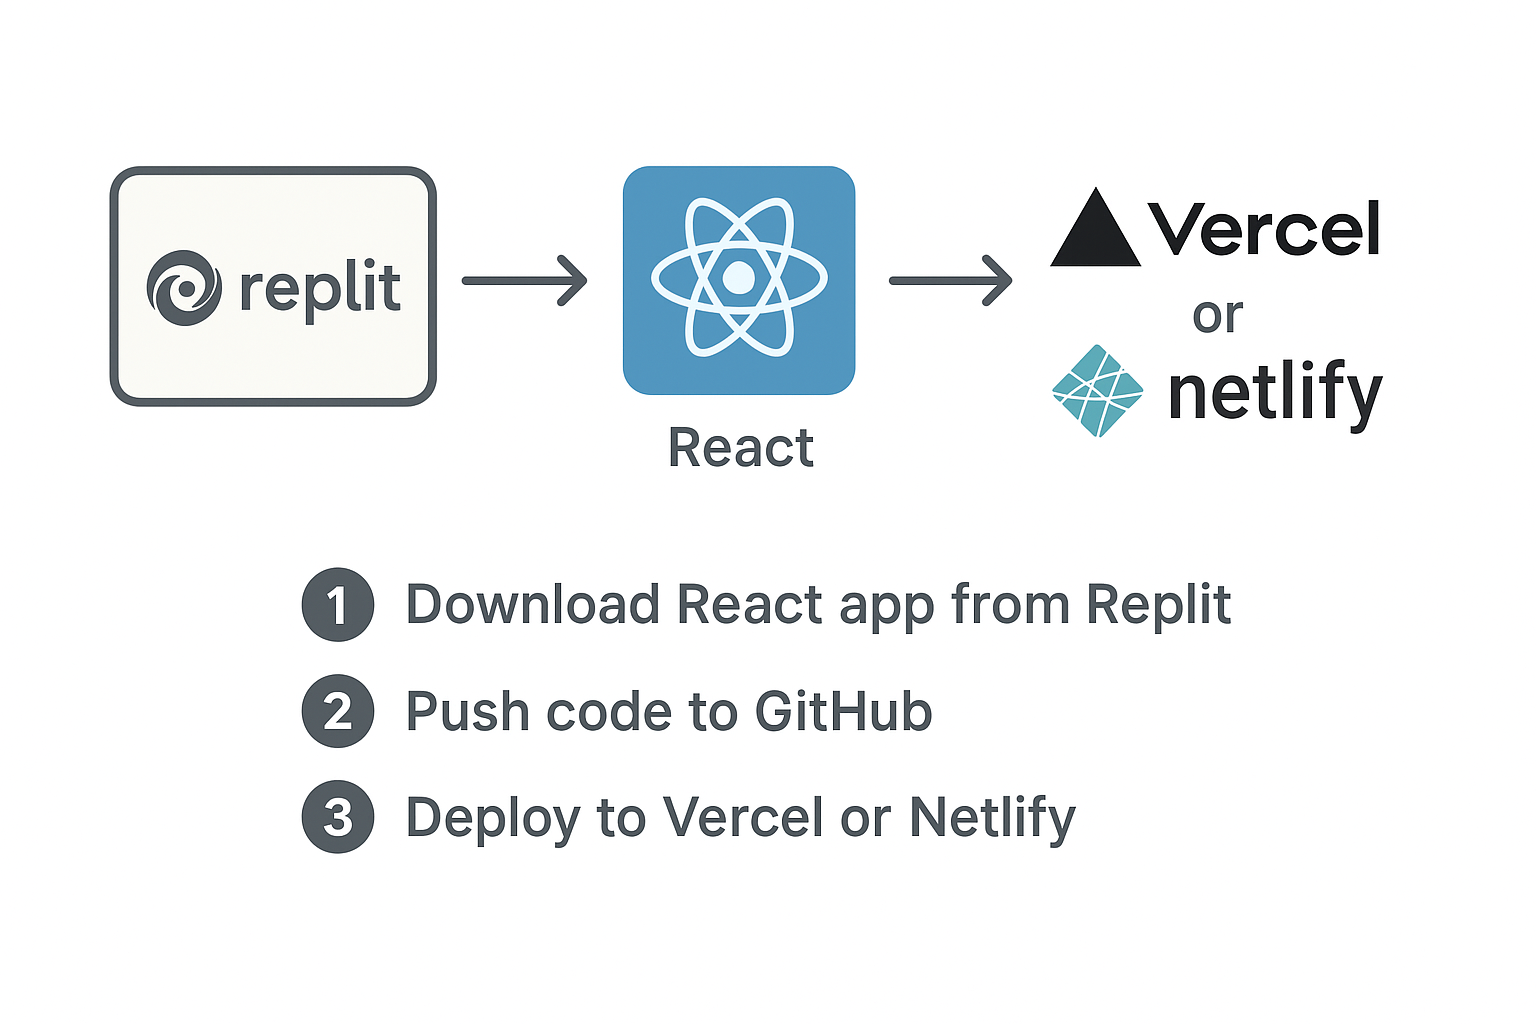 replit
React
Vercel
or
netlify
1 Download React app from Replit
2 Push code to GitHub
3 Deploy to Vercel or Netlify